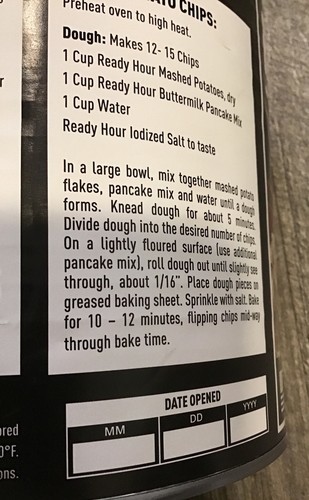 CHIPS:
Preheat oven to high heat.
Dough: Makes 12- 15 Chips
1 Cup Ready Hour Mashed Potatoes, dry
1 Cup Ready Hour Buttermilk Pancake Mix
1 Cup Water
Ready Hour Iodized Salt to taste
In a large bowl, mix together mashed potato
flakes, pancake mix and water until a dough
forms. Knead dough for about 5 minutes.
Divide dough into the desired number of chips.
On a lightly floured surface (use additional
pancake mix), roll dough out until slightly see
through, about 1/16". Place dough pieces on
greased baking sheet. Sprinkle with salt. Bake
for 10 – 12 minutes, flipping chips mid-way
through bake time.
DATE OPENED
MM DD YYYY
0°F.